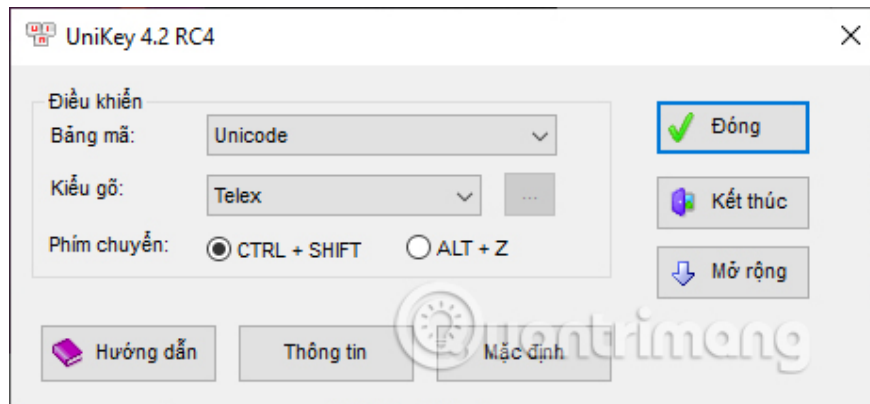 UniKey 4.2 RC4
Điều khiển
Bảng mã: Unicode
Kiểu gõ: Telex ...
Phím chuyển: CTRL + SHIFT ALT + Z
Đóng
Kết thúc
Mở rộng
Hướng dẫn Thông tin Mặc định
Quantrimang